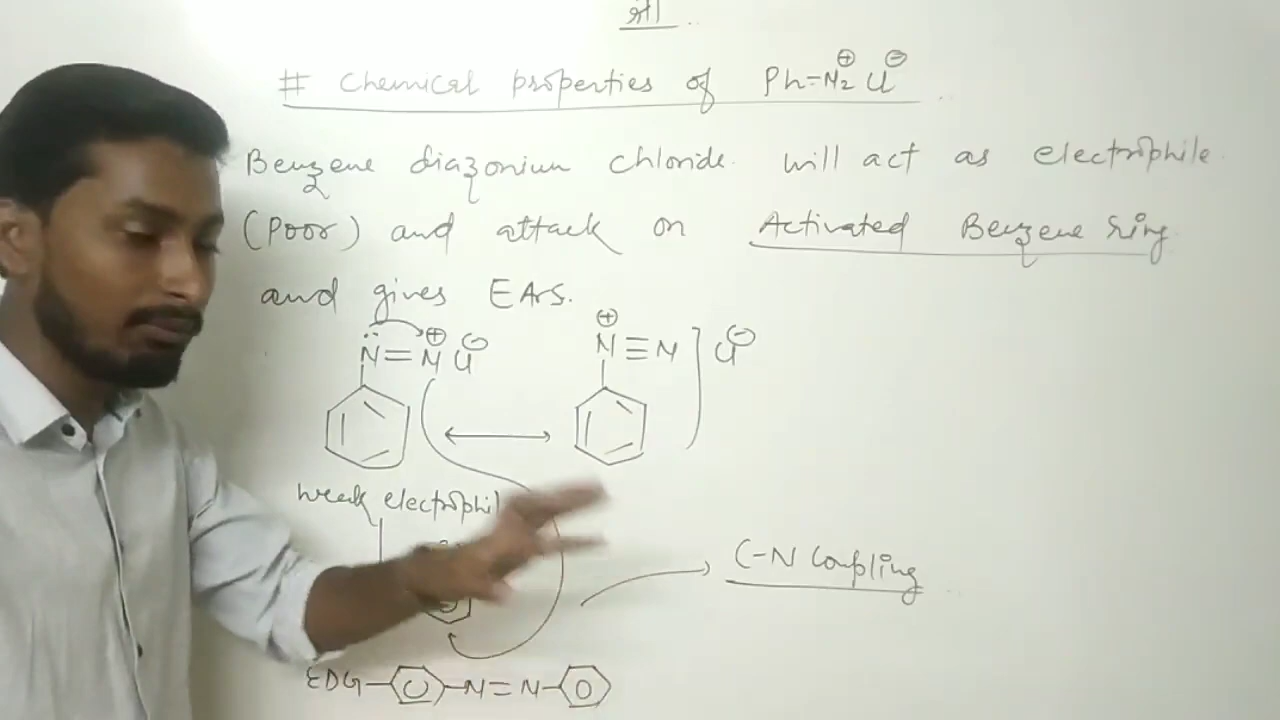 श्री
# Chemical properties of Ph-N₂⊕ Cl⊖
Benzene diazonium chloride. will act as electrophile
(Poor) and attack on Activated Benzene ring
and gives EArS.
N̈=N⊕ Cl⊖ ⟷ N⊕≡N] Cl⊖
weak electrophil
C-N Coupling
EDG-⌬-N=N-⌬